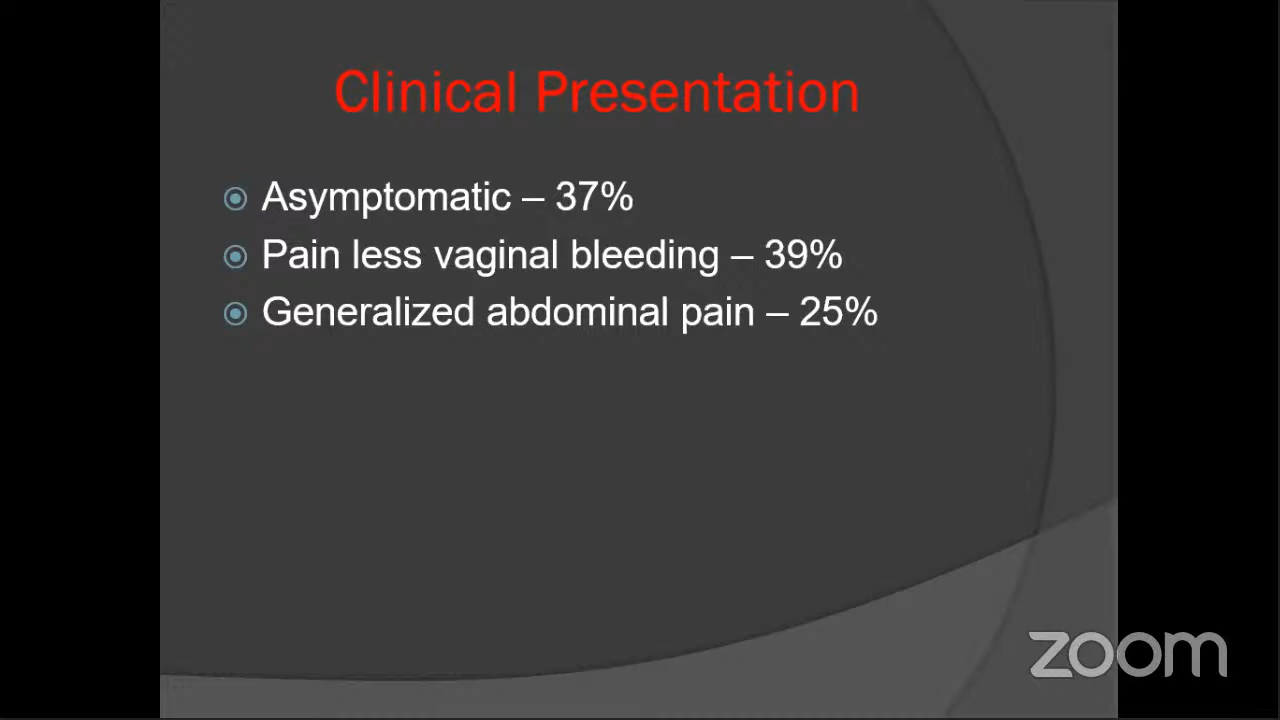 Clinical Presentation
Asymptomatic – 37%
Pain less vaginal bleeding – 39%
Generalized abdominal pain – 25%
zoom